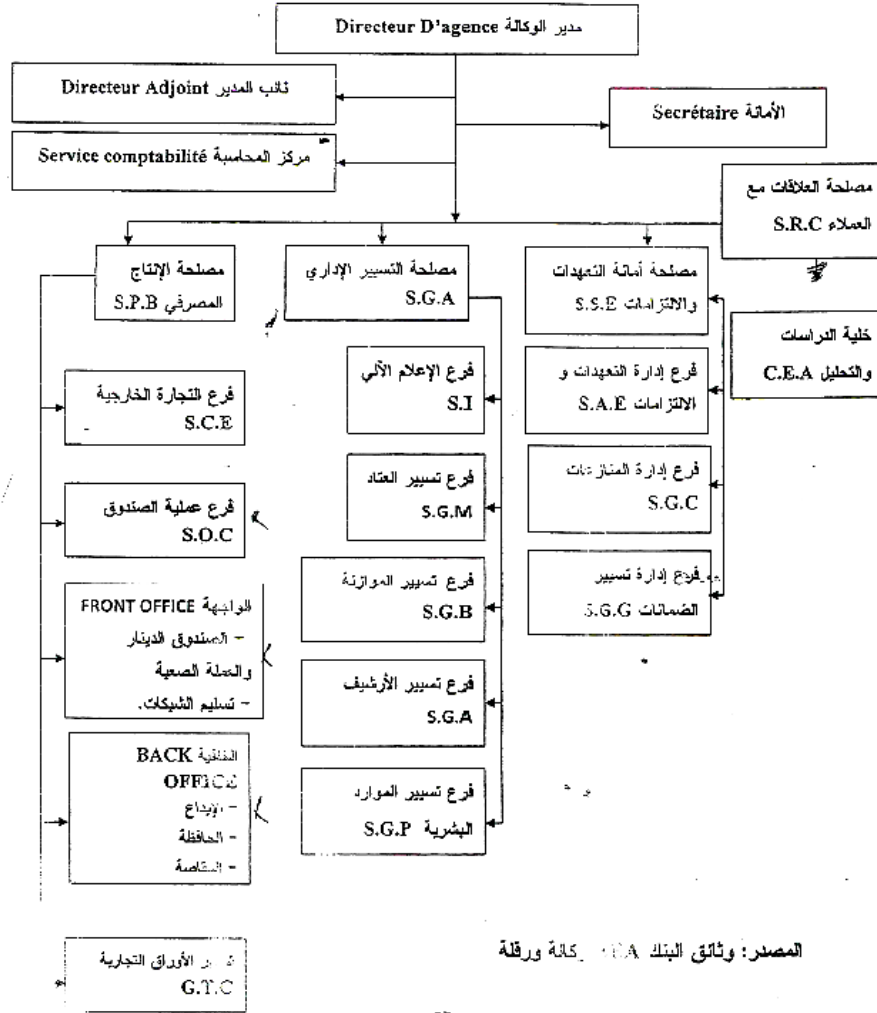 مدير الوكالة Directeur D'agence
نائب المدير Directeur Adjoint
الأمانة Secrétaire
مركز المحاسبة Service comptabilité
مصلحة العلاقات مع
العملاء S.R.C
مصلحة أمانة التعهدات
والالتزامات S.S.E
مصلحة التسيير الإداري
S.G.A
مصلحة الإنتاج
المصرفي S.P.B
خلية الدراسات
والتحليل C.E.A
فرع إدارة التعهدات و
الالتزامات S.A.E
فرع الإعلام الآلي
S.I
فرع التجارة الخارجية
S.C.E
فرع إدارة المنازعات
S.G.C
فرع تسيير العتاد
S.G.M
فرع عملية الصندوق
S.O.C
فرع إدارة تسيير
الضمانات S.G.G
فرع تسيير الموازنة
S.G.B
الواجهة FRONT OFFICE
- الصندوق الدينار
والعملة الصعبة
- تسليم الشيكات.
فرع تسيير الأرشيف
S.G.A
الخلفية BACK
OFFICE
- الإيداع
- الحافظة
- المقاصة
فرع تسيير الموارد
البشرية S.G.P
الأوراق التجارية
G.T.C
المصدر: وثائق البنك ورقلة